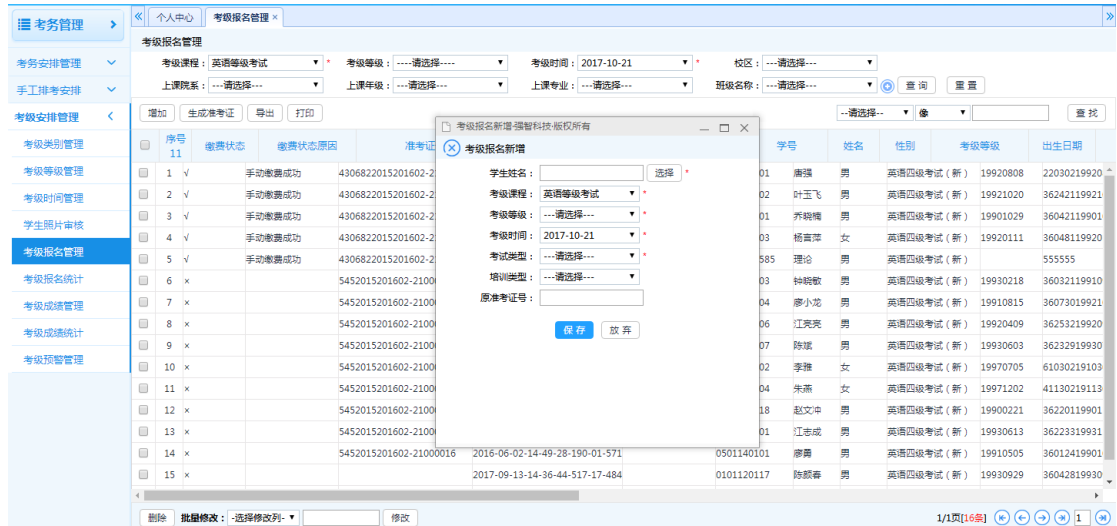 考务管理
考务安排管理
手工排考安排
考级安排管理
考级类别管理
考级等级管理
考级时间管理
学生照片审核
考级报名管理
考级报名统计
考级成绩管理
考级成绩统计
考级预警管理
个人中心 考级报名管理 ×
考级报名管理
考级课程： 英语等级考试 * 考级等级： ----请选择---- 考级时间： 2017-10-21 * 校区： ---请选择---
上课院系： ---请选择--- 上课年级： ---请选择--- 上课专业： ---请选择--- 班级名称： ---请选择--- 查询 重置
增加 生成准考证 导出 打印 --请选择-- 像 查找
序号 11 缴费状态 缴费状态原因 准考证 学号 姓名 性别 考级等级 出生日期
1 √ 手动缴费成功 4306822015201602-2 01 唐强 男 英语四级考试（新） 19920808 22030219920
2 √ 手动缴费成功 4306822015201602-2 02 叶玉飞 男 英语四级考试（新） 19921020 36242119921
3 √ 手动缴费成功 4306822015201602-2 01 乔晓楠 男 英语四级考试（新） 19901029 36042119901
4 √ 手动缴费成功 4306822015201602-2 03 杨言萍 女 英语四级考试（新） 19920111 36048119920
5 √ 手动缴费成功 4306822015201602-2 585 理论 男 英语四级考试（新） 555555
6 × 5452015201602-2100 03 钟晓敏 男 英语四级考试（新） 19930218 36032119910
7 × 5452015201602-2100 04 廖小龙 男 英语四级考试（新） 19910815 36073019921
8 × 5452015201602-2100 06 江亮亮 男 英语四级考试（新） 19920409 36253219920
9 × 5452015201602-2100 07 陈斌 男 英语四级考试（新） 19930603 36232919930
10 × 5452015201602-2100 02 李雅 女 英语四级考试（新） 19970705 61030219103
11 × 5452015201602-2100 04 朱燕 女 英语四级考试（新） 19971202 41130219113
12 × 5452015201602-2100 18 赵文冲 男 英语四级考试（新） 19900221 36220119901
13 × 5452015201602-2100 01 江志成 男 英语四级考试（新） 19930613 36223319931
14 × 5452015201602-21000016 2016-06-02-14-49-28-190-01-571 0501140101 廖勇 男 英语四级考试（新） 19910505 36012419901
15 × 2017-09-13-14-36-44-517-17-484 0101120117 陈颜春 男 英语四级考试（新） 19930929 36042819930
考级报名新增-强智科技-版权所有
考级报名新增
学生姓名： 选择 *
考级课程： 英语等级考试 *
考级等级： ---请选择--- *
考级时间： 2017-10-21 *
考试类型： ---请选择--- *
培训类型： ---请选择---
原准考证号：
保存 放弃
删除 批量修改： -选择修改列- 修改 1/1页[16条] 1